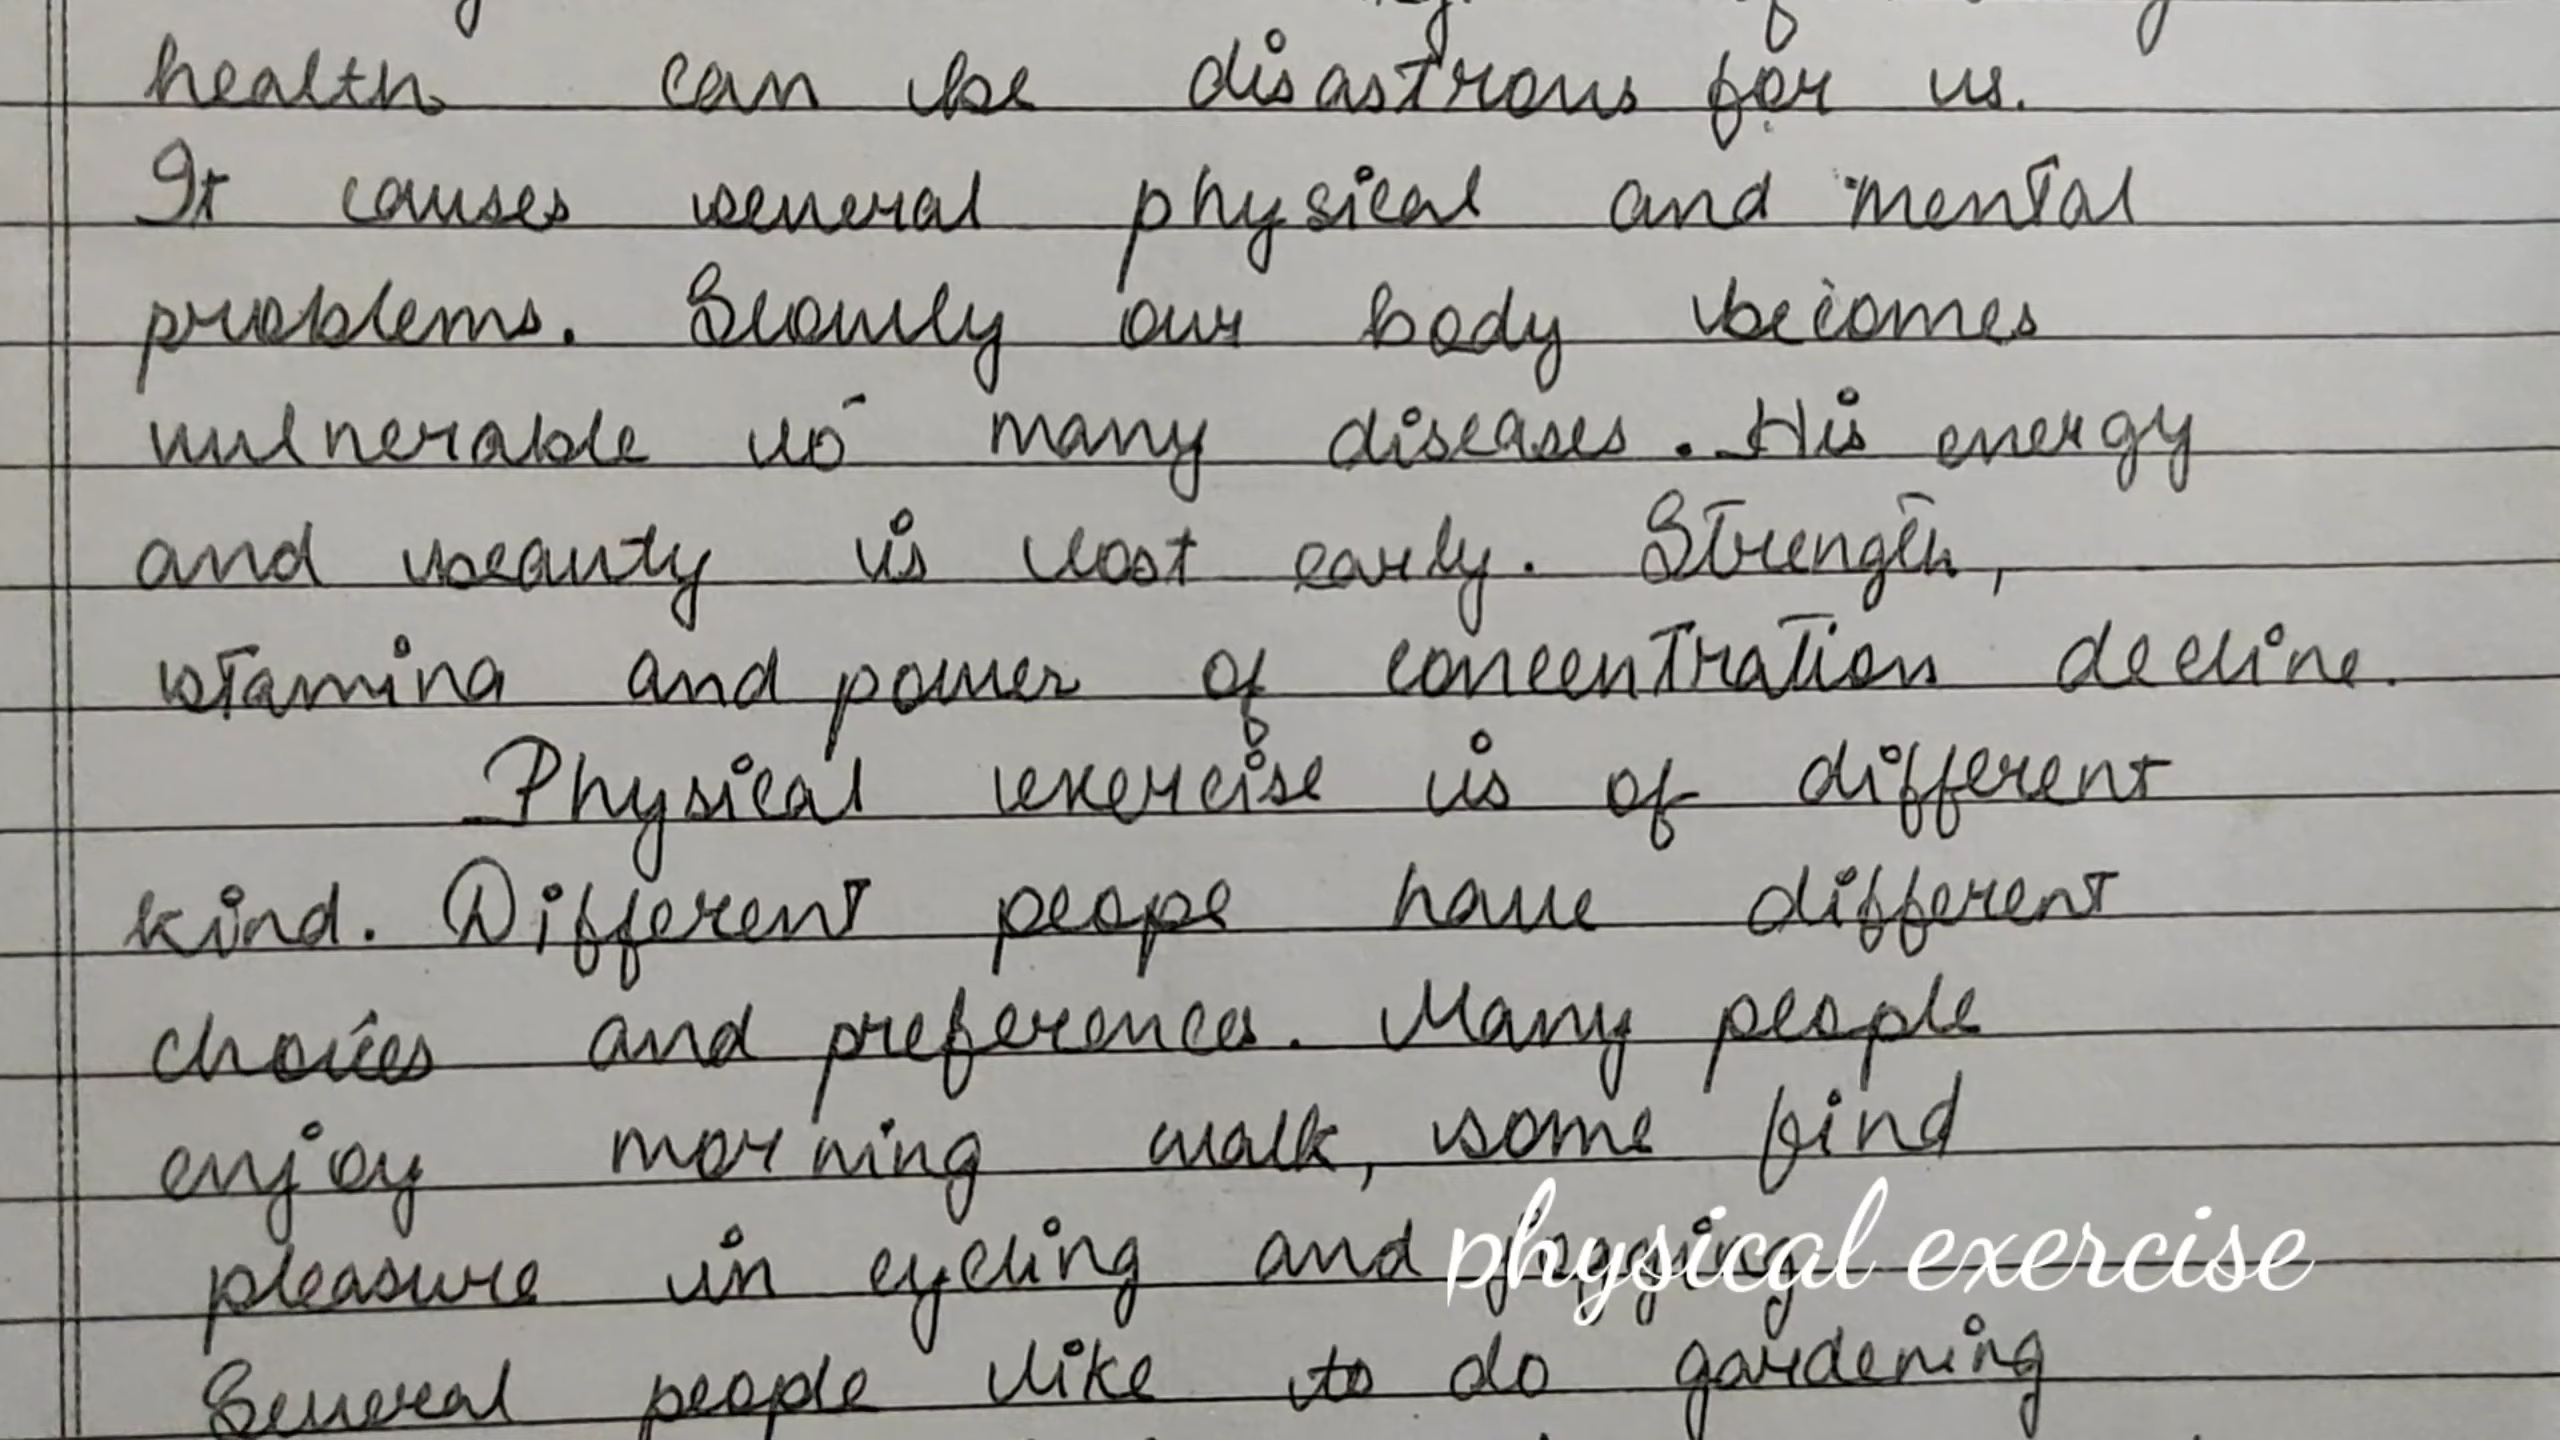 health can be disastrous for us.
It causes several physical and mental
problems. Slowly our body becomes
vulnerable to many diseases. His energy
and beauty is lost early. Strength,
stamina and power of concentration decline.
Physical exercise is of different
kind. Different peope have different
choices and preferences. Many people
enjoy morning walk, some find
pleasure in cycling and jogging
physical exercise
Several people like to do gardening